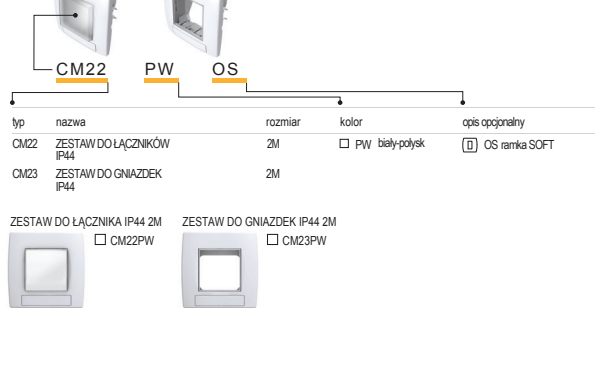 CM22 PW OS
typ nazwa rozmiar kolor opis opcjonalny
CM22 ZESTAW DO ŁĄCZNIKÓW IP44 2M PW biały-połysk OS ramka SOFT
CM23 ZESTAW DO GNIAZDEK IP44 2M
ZESTAW DO ŁĄCZNIKA IP44 2M ZESTAW DO GNIAZDEK IP44 2M
CM22PW CM23PW